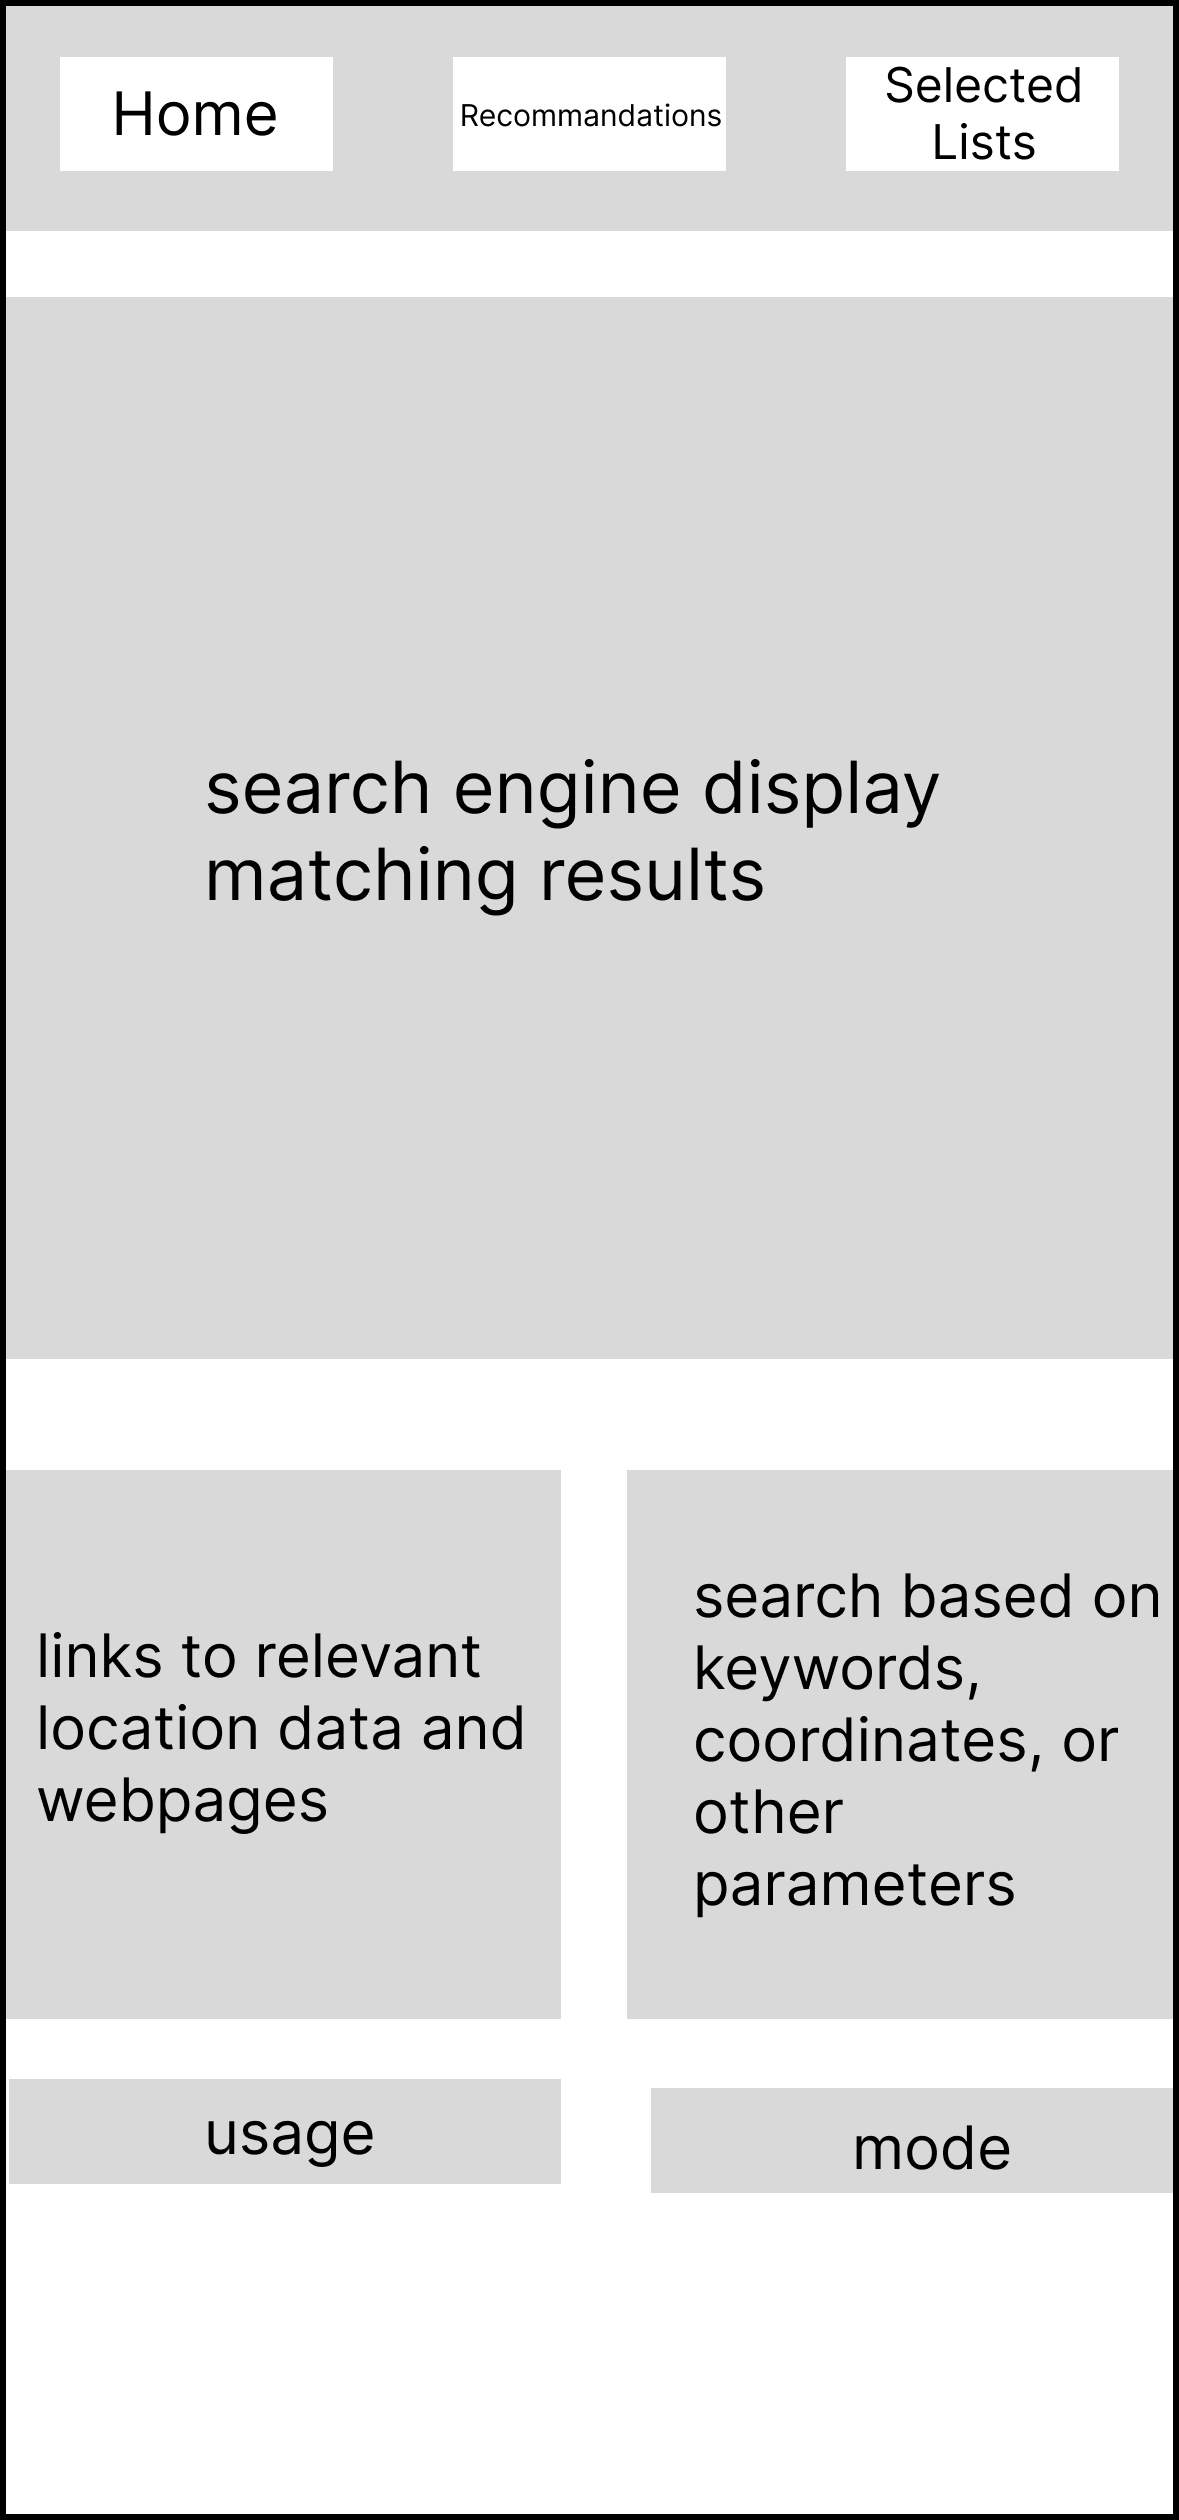 Home
Recommandations
Selected
Lists
search engine display
matching results
links to relevant
location data and
webpages
search based on
keywords,
coordinates, or
other
parameters
usage
mode